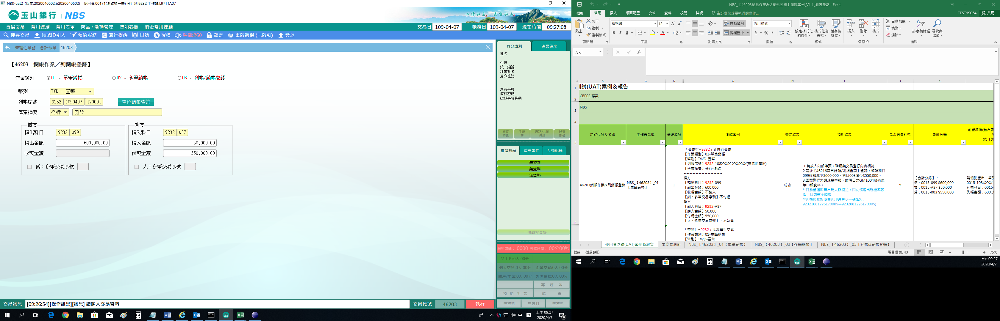 NBS-uat2 (版本:2020040602.b2020040602) 使用者:00171(測試櫃一幸) 分行別:9232 工作站:L9711A07
玉山銀行 | NBS
心清如玉，義重如山
自選交易 常用連結 常用表單 商品 / 活動管理 智能客服 消金常用連結
交易日 109-04-07 帳務日 109-04-07 現在時間 09:27:08
搜尋交易 帳號ID引入 預約服務 蒞行提醒 日誌 授權 廣播:260 鎖定 重啟週邊 (已啟動) 簽退
管理性業務 會計作業 46203
【46203 銷帳作業／列銷帳登錄】
作業類別 01 - 單筆銷帳 02 - 多筆銷帳 03 - 列帳/銷帳登錄
幣別 TWD - 臺幣
列帳序號 9232 1090407 170001 單位銷帳查詢
傳票摘要 分行 測試
借方
轉出科目 9232 099
轉出金額 600,000.00
收現金額
銷：多筆交易序號
貸方
轉入科目 9232 A37
轉入金額 50,000.00
付現金額 550,000.00
入：多筆交易序號
身分識別 產品往來
姓名
生日
統一編號
理專姓名
身分註記
注意事項
簡訊密碼
近期事故異動
顧客資訊 手續費 通路/共同行銷 顧客影像
推薦商品 重要事件 互動記錄
無資料
無資料
無資料
一般轉介登錄
服務號碼： 0000 等候時間： 00分00秒
ＶＩＰ:0人 00分
個人交易:0人 00分 企業交易:0人 00分
開戶/申請:0人 00分 外匯業務:0人 00分
再 呼 叫
預 約 叫 號 結 束
無資料 無資料 無資料
交易訊息 [09:26:54][操作訊息][訊息] 請輸入交易資料
交易代號 46203 執行
中
上午 09:27
2020/4/7
4
NBS_【46203銷帳作業&列銷帳登錄】測試案例_V1.1_測資盤點 - Excel
檔案 常用 插入 版面配置 公式 資料 校閱 檢視 告訴我您想要執行的動作...
TEST19054 共用
貼上 剪下 複製 複製格式
標楷體 12
自動換列 跨欄置中
通用格式
設定格式化的條件 格式化為表格 儲存格樣式
插入 刪除 格式
自動加總 填滿 清除 排序與篩選 尋找與選取
剪貼簿 字型 對齊方式 數值 樣式 儲存格 編輯
AE1
B C D G H I J K
1 測試(UAT)案例＆報告
2 CBP03 存款
3 NBS
4
5 功能代號及名稱 工作表名稱 情境編號 測試案例 交易結果 預期結果 是否有會計帳 會計分錄
6 46203銷帳作業&列銷帳登錄
NBS_【46203】_01
【單筆銷帳】
1
「交易行=9232」非聯行交易
【作業類別】01-單筆銷帳
【幣別】TWD-臺幣
【列帳序號】9232-108XXXX-XXXXXX(請協助產出)
【傳票摘要】分行-測試
----------------------------
借方
【轉出科目】9232-099
【轉出金額】600,000
【收現金額】不輸入
【銷：多筆交易序號】不勾選
貸方
【轉入科目】9232-A37
【轉入金額】50,000
【付現金額】550,000
【入：多筆交易序號】：不勾選
成功
1.請放入內部傳票，確認與交易登打內容相符
2.請於【46216當日餘額/明細查詢】查詢，確認科目
099餘額減少$600,000，科目003減少$550,000。
3.因需進行大額現金申報，故隔日之GM1004應有此
筆申報資料。
**目前營運即無出現大額模組，因此情境出現機率較
低，目前暫不調整
**列帳序號於傳票列印時會少一碼(EX：
92321081226170005→9232081226170005)
Y
【會計分錄】：
借：0015-099 $600,000
貸：0015-A37 $50,000
貸：0015-003 $550,000
請協助產出一筆列
0015-108XXXX-
列帳科目：0015-
列帳金額：600,0
「交易行=9232」此為聯行交易
【作業類別】01-單筆銷帳
【幣別】TWD-臺幣
使用者測試(UAT)案例＆報告 本交易統計 NBS_【46203】_01【單筆銷帳】 NBS_【46203】_02【多筆銷帳】 NBS_【46203】_03【列帳&銷帳登錄】
就緒 循環參照 項目個數: 43 75%
上午 09:27
2020/4/7